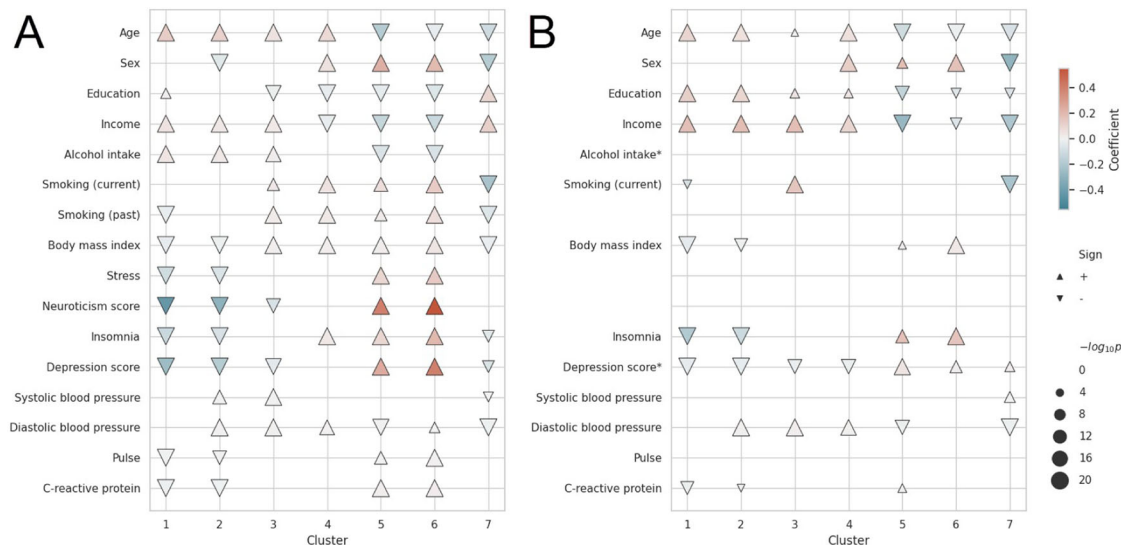 A
Age
Sex
Education
Income
Alcohol intake
Smoking (current)
Smoking (past)
Body mass index
Stress
Neuroticism score
Insomnia
Depression score
Systolic blood pressure
Diastolic blood pressure
Pulse
C-reactive protein
1 2 3 4 5 6 7
Cluster
B
Age
Sex
Education
Income
Alcohol intake*
Smoking (current)
Body mass index
Insomnia
Depression score*
Systolic blood pressure
Diastolic blood pressure
Pulse
C-reactive protein
1 2 3 4 5 6 7
Cluster
0.4
0.2
0.0
−0.2
−0.4
Coefficient
Sign
+
-
−log10p
0
4
8
12
16
20